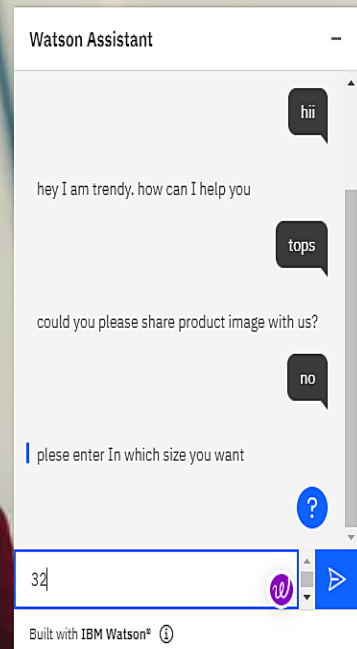 Watson Assistant
hii
hey I am trendy. how can I help you
tops
could you please share product image with us?
no
plese enter In which size you want
?
32
Built with IBM Watson®